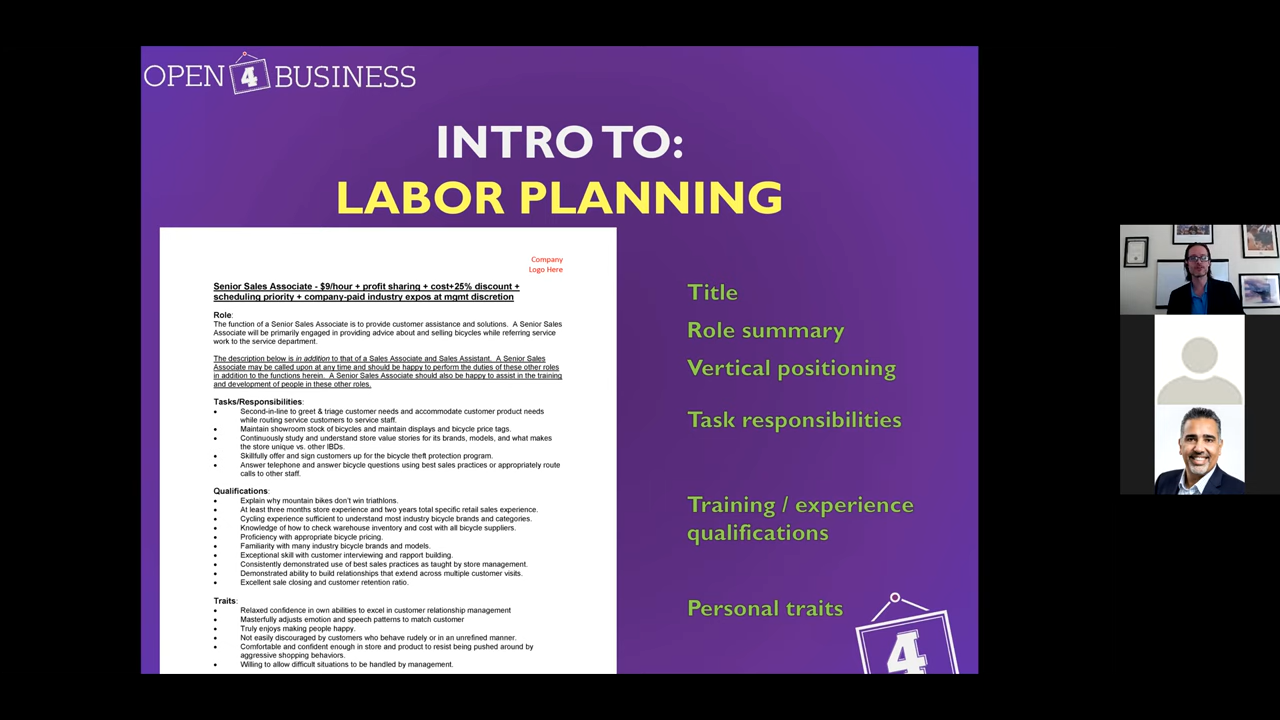 OPEN 4 BUSINESS
INTRO TO:
LABOR PLANNING
Company
Logo Here
Senior Sales Associate - $9/hour + profit sharing + cost+25% discount +
scheduling priority + company-paid industry expos at mgmt discretion
Role:
The function of a Senior Sales Associate is to provide customer assistance and solutions. A Senior Sales
Associate will be primarily engaged in providing advice about and selling bicycles while referring service
work to the service department.
The description below is in addition to that of a Sales Associate and Sales Assistant. A Senior Sales
Associate may be called upon at any time and should be happy to perform the duties of these other roles
in addition to the functions herein. A Senior Sales Associate should also be happy to assist in the training
and development of people in these other roles.
Tasks/Responsibilities:
• Second-in-line to greet & triage customer needs and accommodate customer product needs
while routing service customers to service staff.
• Maintain showroom stock of bicycles and maintain displays and bicycle price tags.
• Continuously study and understand store value stories for its brands, models, and what makes
the store unique vs. other IBDs.
• Skillfully offer and sign customers up for the bicycle theft protection program.
• Answer telephone and answer bicycle questions using best sales practices or appropriately route
calls to other staff.
Qualifications:
• Explain why mountain bikes don't win triathlons.
• At least three months store experience and two years total specific retail sales experience.
• Cycling experience sufficient to understand most industry bicycle brands and categories.
• Knowledge of how to check warehouse inventory and cost with all bicycle suppliers.
• Proficiency with appropriate bicycle pricing.
• Familiarity with many industry bicycle brands and models.
• Exceptional skill with customer interviewing and rapport building.
• Consistently demonstrated use of best sales practices as taught by store management.
• Demonstrated ability to build relationships that extend across multiple customer visits.
• Excellent sale closing and customer retention ratio.
Traits:
• Relaxed confidence in own abilities to excel in customer relationship management
• Masterfully adjusts emotion and speech patterns to match customer
• Truly enjoys making people happy.
• Not easily discouraged by customers who behave rudely or in an unrefined manner.
• Comfortable and confident enough in store and product to resist being pushed around by
aggressive shopping behaviors.
• Willing to allow difficult situations to be handled by management.
Title
Role summary
Vertical positioning
Task responsibilities
Training / experience
qualifications
Personal traits
4